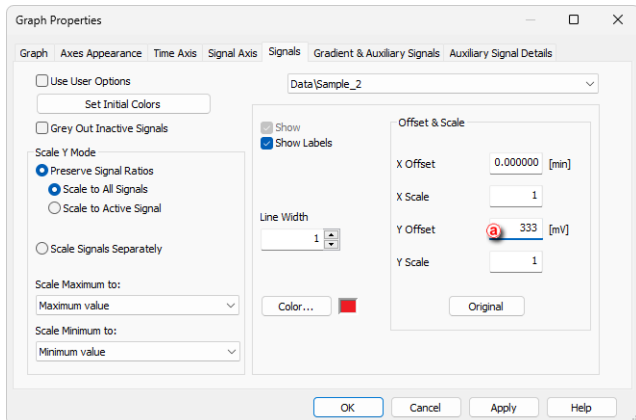 Graph Properties
Graph Axes Appearance Time Axis Signal Axis Signals Gradient & Auxiliary Signals Auxiliary Signal Details
Use User Options
Data\Sample_2
Set Initial Colors
Grey Out Inactive Signals
Scale Y Mode
Preserve Signal Ratios
Scale to All Signals
Scale to Active Signal
Scale Signals Separately
Scale Maximum to:
Maximum value
Scale Minimum to:
Minimum value
Show
Show Labels
Line Width
1
Color...
Offset & Scale
X Offset 0.000000 [min]
X Scale 1
Y Offset a 333 [mV]
Y Scale 1
Original
OK Cancel Apply Help